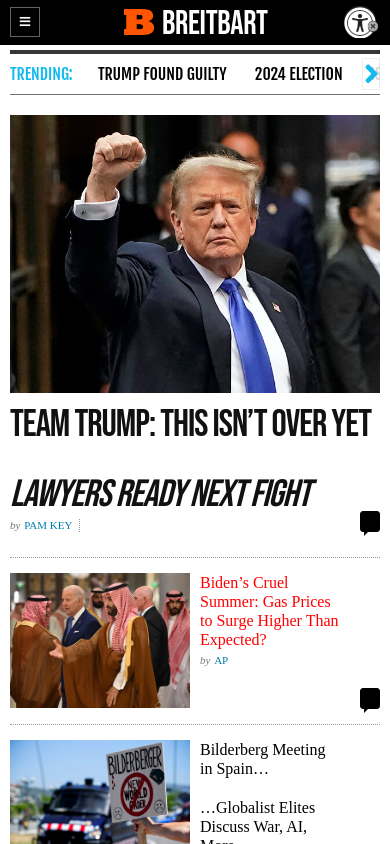 BREITBART
TRENDING:
TRUMP FOUND GUILTY
2024 ELECTION
TEAM TRUMP: THIS ISN'T OVER YET
LAWYERS READY NEXT FIGHT
by PAM KEY
Biden's Cruel
Summer: Gas Prices
to Surge Higher Than
Expected?
by AP
BILDERBERGER
NEW
WORLD
ORDER
Bilderberg Meeting
in Spain…
…Globalist Elites
Discuss War, AI,
More